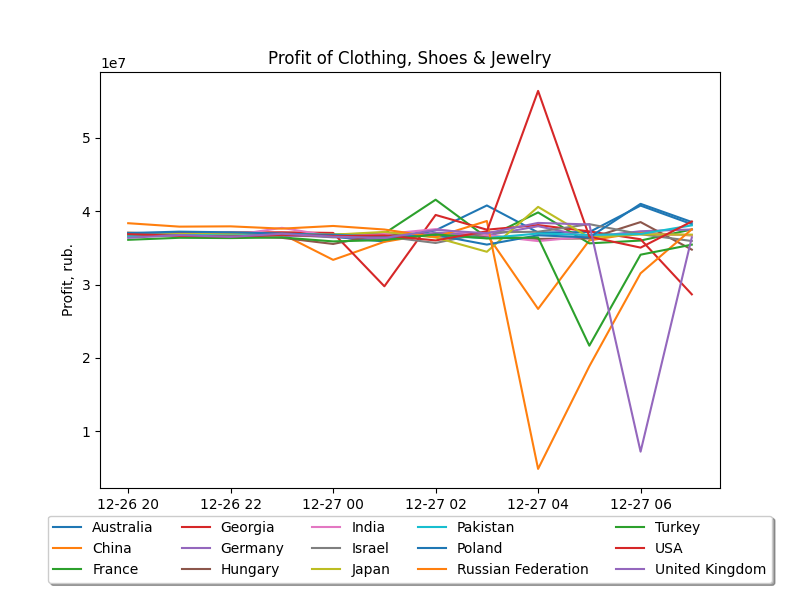 Profit of Clothing, Shoes & Jewelry
1e7
5
4
3
2
1
Profit, rub.
12-26 20 12-26 22 12-27 00 12-27 02 12-27 04 12-27 06
Australia Georgia India Pakistan Turkey
China Germany Israel Poland USA
France Hungary Japan Russian Federation United Kingdom